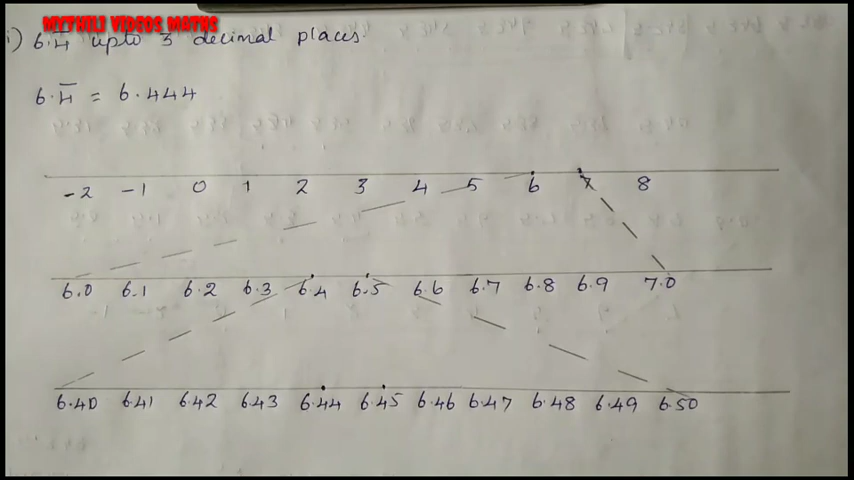 MYTHILI VIDEOS MATHS
i) 6.4̅ upto 3 decimal places.
6.4̅ = 6.444
-2 -1 0 1 2 3 4 5 6 7 8
6.0 6.1 6.2 6.3 6.4 6.5 6.6 6.7 6.8 6.9 7.0
6.40 6.41 6.42 6.43 6.44 6.45 6.46 6.47 6.48 6.49 6.50